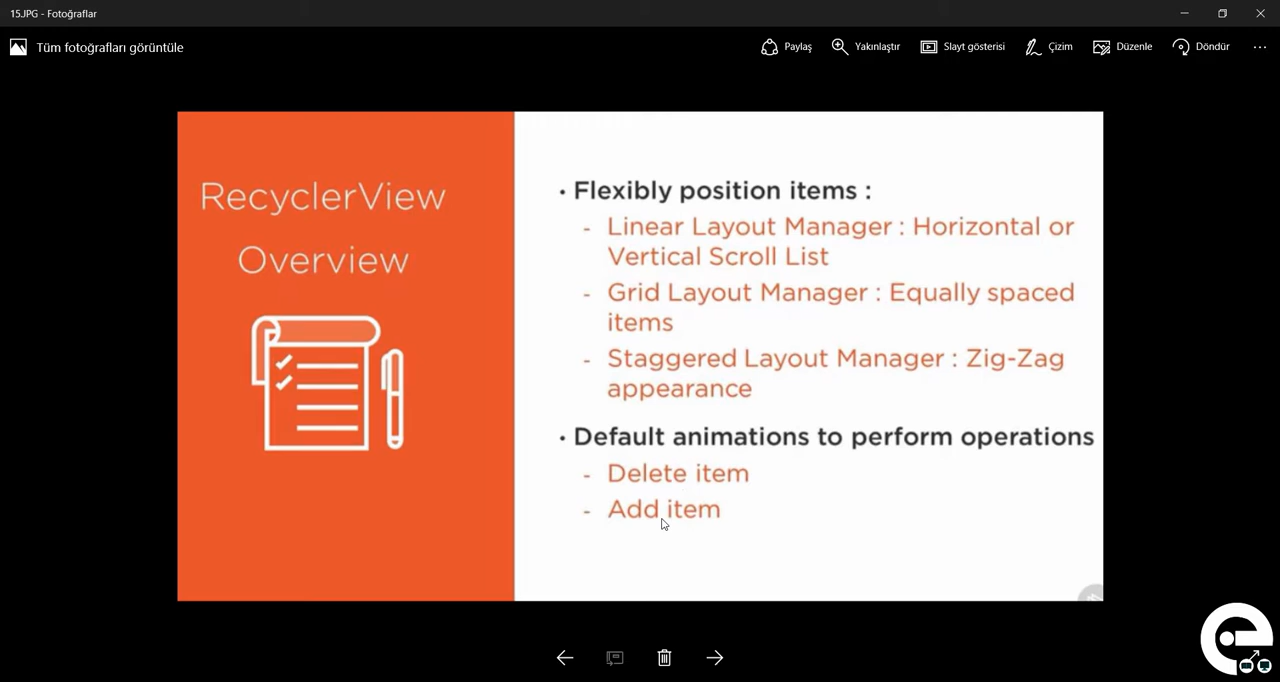 15.JPG - Fotoğraflar
Tüm fotoğrafları görüntüle
Paylaş
Yakınlaştır
Slayt gösterisi
Çizim
Düzenle
Döndür
RecyclerView
Overview
• Flexibly position items :
- Linear Layout Manager : Horizontal or
Vertical Scroll List
- Grid Layout Manager : Equally spaced
items
- Staggered Layout Manager : Zig-Zag
appearance
• Default animations to perform operations
- Delete item
- Add item